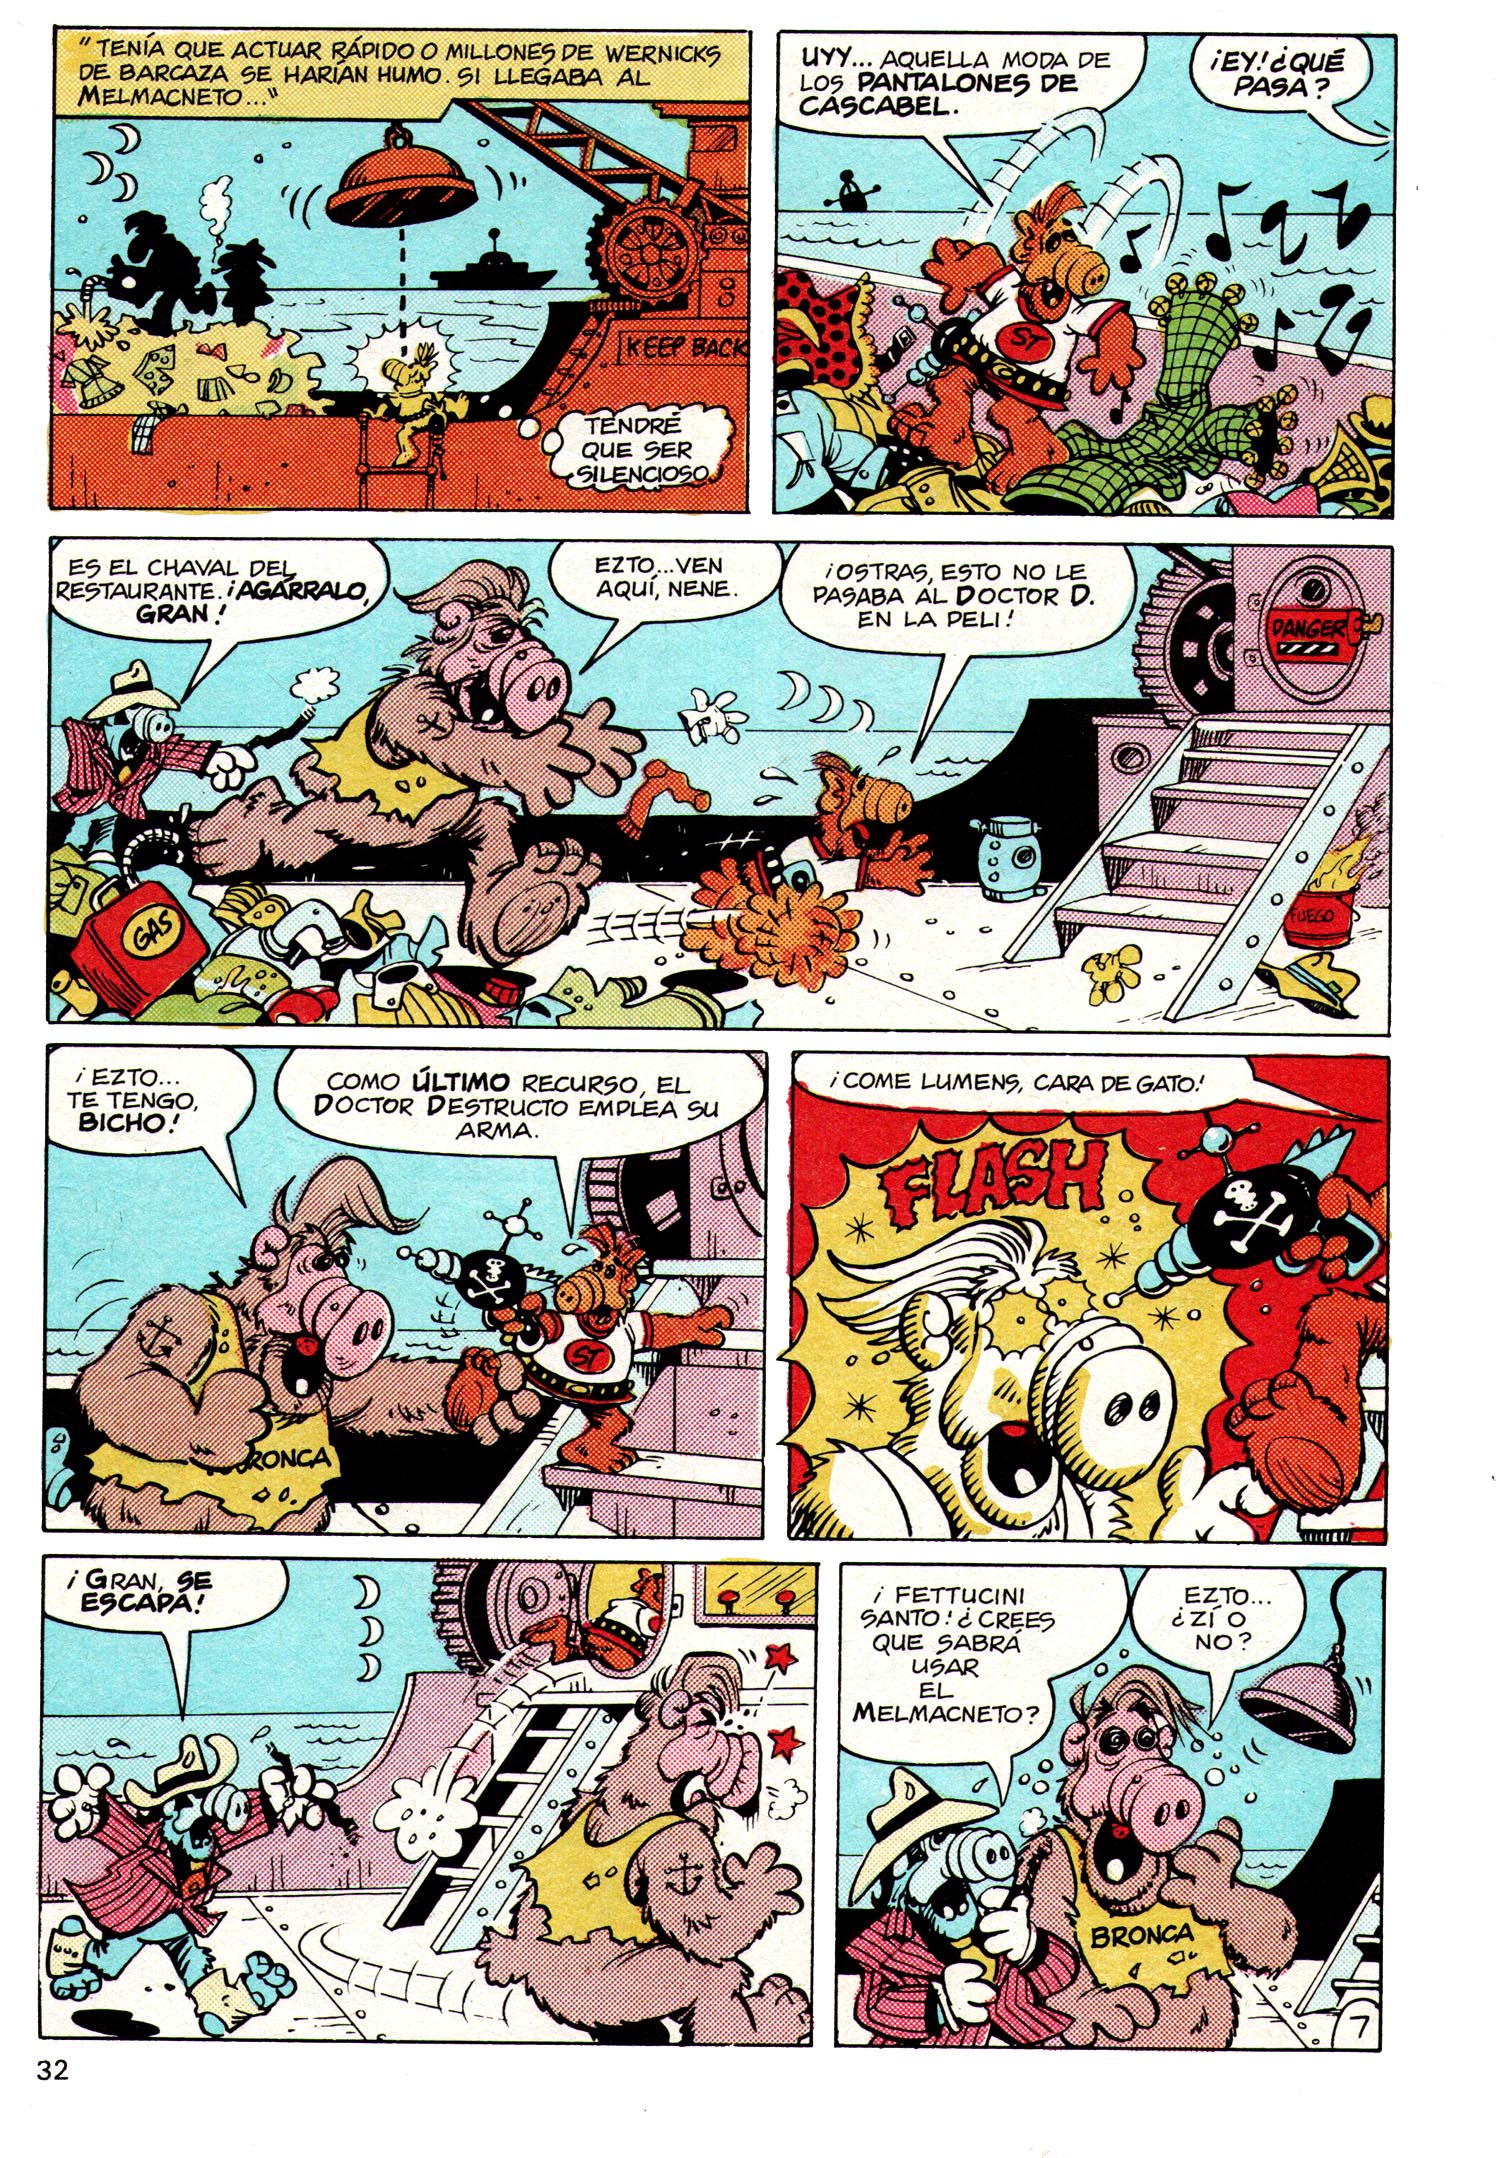 "TENÍA QUE ACTUAR RÁPIDO O MILLONES DE WERNICKS
DE BARCAZA SE HARÍAN HUMO. SI LLEGABA AL
MELMACNETO..."
KEEP BACK
TENDRÉ
QUE SER
SILENCIOSO
UYY... AQUELLA MODA DE
LOS PANTALONES DE
CASCABEL.
¡EY! ¿QUÉ
PASA?
ST
ES EL CHAVAL DEL
RESTAURANTE. ¡AGÁRRALO,
GRAN!
EZTO... VEN
AQUÍ, NENE.
¡OSTRAS, ESTO NO LE
PASABA AL DOCTOR D.
EN LA PELI!
DANGER
GAS
FUEGO
¡EZTO...
TE TENGO,
BICHO!
COMO ÚLTIMO RECURSO, EL
DOCTOR DESTRUCTO EMPLEA SU
ARMA.
ST
BRONCA
¡COME LUMENS, CARA DE GATO!
FLASH
¡GRAN, SE
ESCAPA!
¡FETTUCINI
SANTO! ¿CREES
QUE SABRÁ
USAR
EL
MELMACNETO?
EZTO...
¿ZÍ O
NO?
BRONCA
7
32